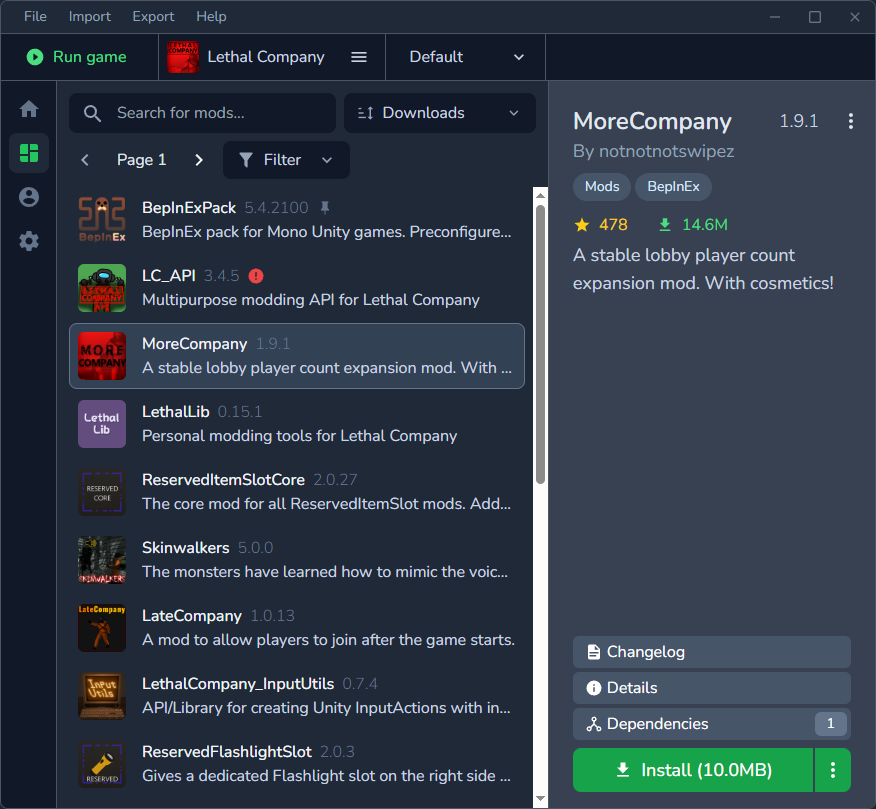 File Import Export Help
Run game
LETHAL COMPANY
Lethal Company
Default
Search for mods...
Downloads
Page 1
Filter
BepInEx
BepInExPack 5.4.2100
BepInEx pack for Mono Unity games. Preconfigure...
LETHAL COMPANY API
LC_API 3.4.5
Multipurpose modding API for Lethal Company
MORE COMPANY
MoreCompany 1.9.1
A stable lobby player count expansion mod. With ...
Lethal Lib
LethalLib 0.15.1
Personal modding tools for Lethal Company
RESERVED CORE
ReservedItemSlotCore 2.0.27
The core mod for all ReservedItemSlot mods. Add...
SKINWALKERS
Skinwalkers 5.0.0
The monsters have learned how to mimic the voic...
LateCompany
LateCompany 1.0.13
A mod to allow players to join after the game starts.
Input Utils
LethalCompany_InputUtils 0.7.4
API/Library for creating Unity InputActions with in...
RESERVED
ReservedFlashlightSlot 2.0.3
Gives a dedicated Flashlight slot on the right side ...
MoreCompany 1.9.1
By notnotnotswipez
Mods BepInEx
478 14.6M
A stable lobby player count
expansion mod. With cosmetics!
Changelog
Details
Dependencies 1
Install (10.0MB)